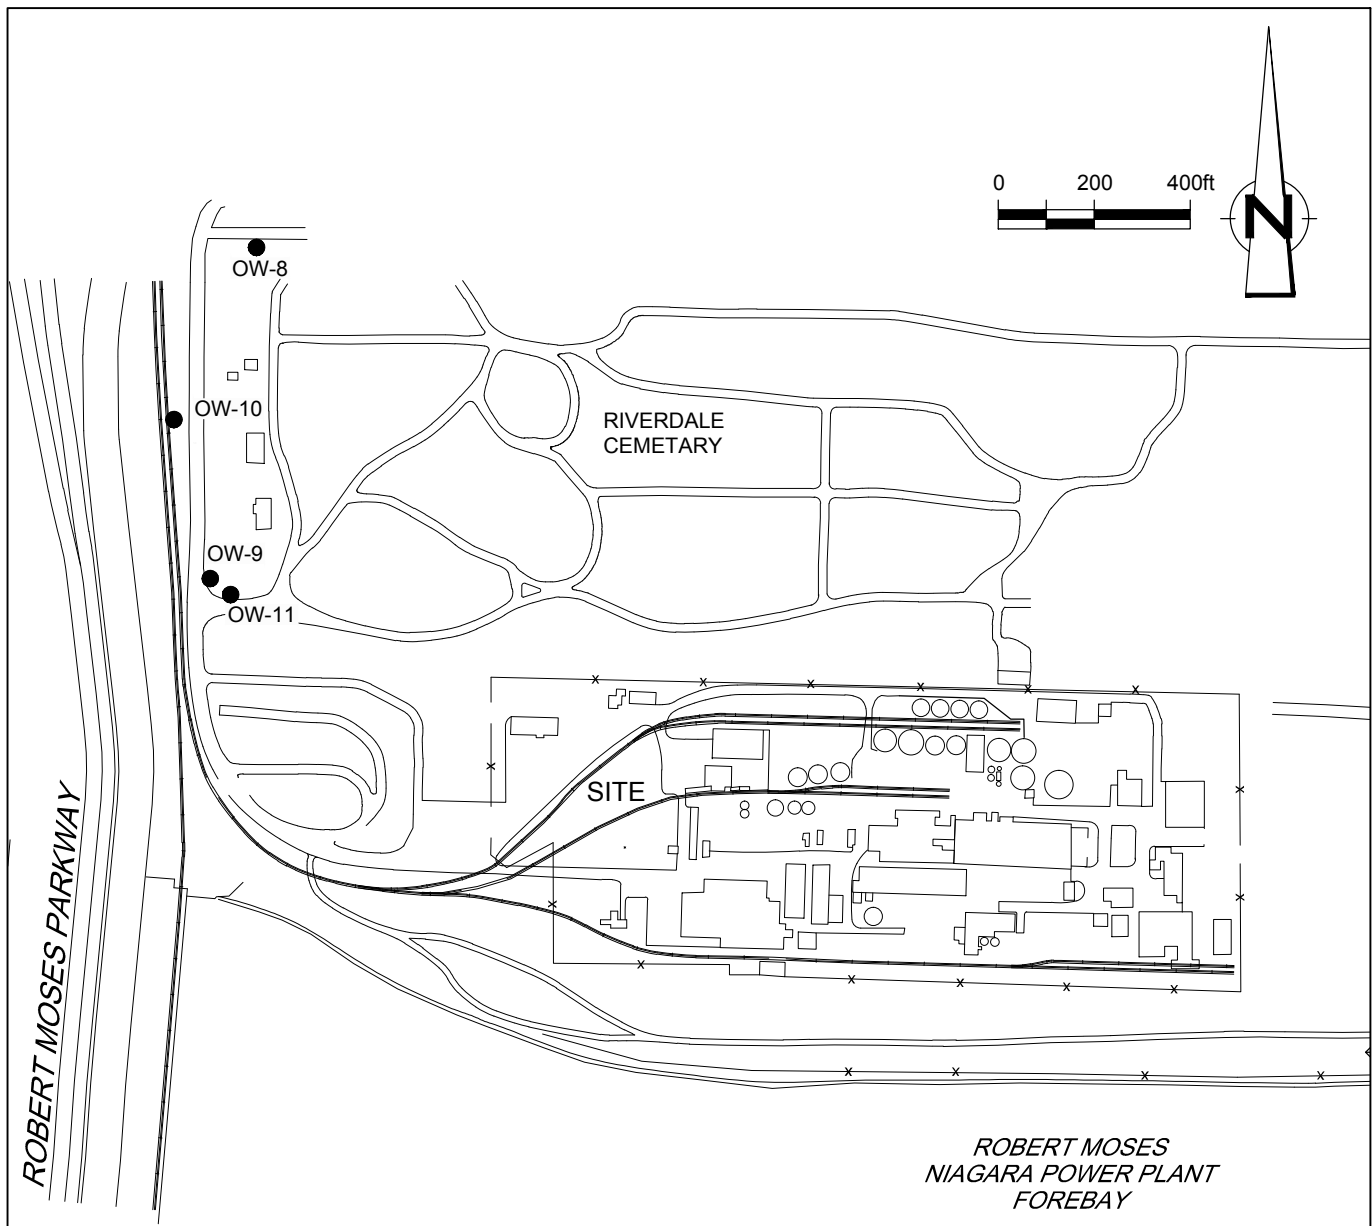 0 200 400ft
N
OW-8
OW-10
RIVERDALE
CEMETARY
OW-9
OW-11
SITE
ROBERT MOSES PARKWAY
ROBERT MOSES
NIAGARA POWER PLANT
FOREBAY